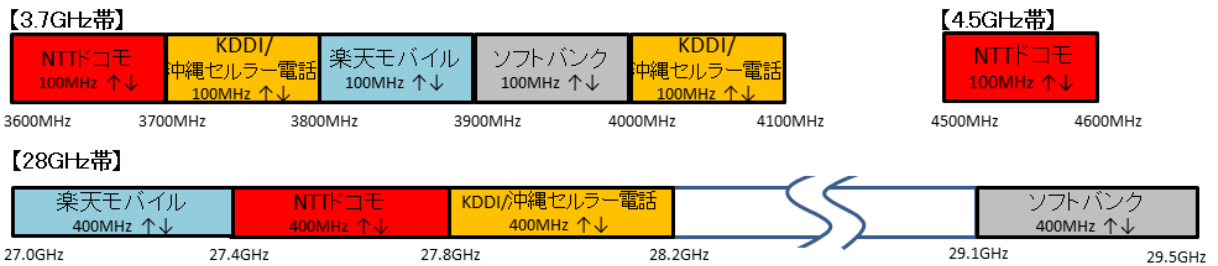 【3.7GHz帯】
【4.5GHz帯】
NTTドコモ
100MHz ↑↓
KDDI/
沖縄セルラー電話
100MHz ↑↓
楽天モバイル
100MHz ↑↓
ソフトバンク
100MHz ↑↓
KDDI/
沖縄セルラー電話
100MHz ↑↓
NTTドコモ
100MHz ↑↓
3600MHz
3700MHz
3800MHz
3900MHz
4000MHz
4100MHz
4500MHz
4600MHz
【28GHz帯】
楽天モバイル
400MHz ↑↓
NTTドコモ
400MHz ↑↓
KDDI/沖縄セルラー電話
400MHz ↑↓
ソフトバンク
400MHz ↑↓
27.0GHz
27.4GHz
27.8GHz
28.2GHz
29.1GHz
29.5GHz